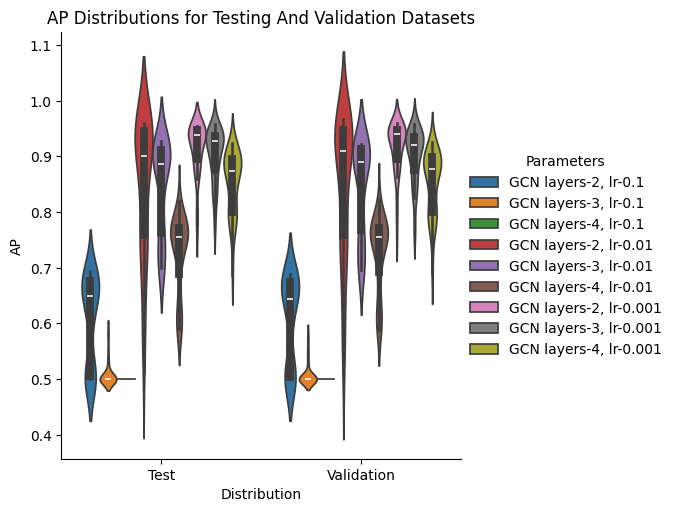 AP Distributions for Testing And Validation Datasets
1.1
1.0
0.9
0.8
0.7
0.6
0.5
0.4
AP
Test
Validation
Distribution
Parameters
GCN layers-2, lr-0.1
GCN layers-3, lr-0.1
GCN layers-4, lr-0.1
GCN layers-2, lr-0.01
GCN layers-3, lr-0.01
GCN layers-4, lr-0.01
GCN layers-2, lr-0.001
GCN layers-3, lr-0.001
GCN layers-4, lr-0.001